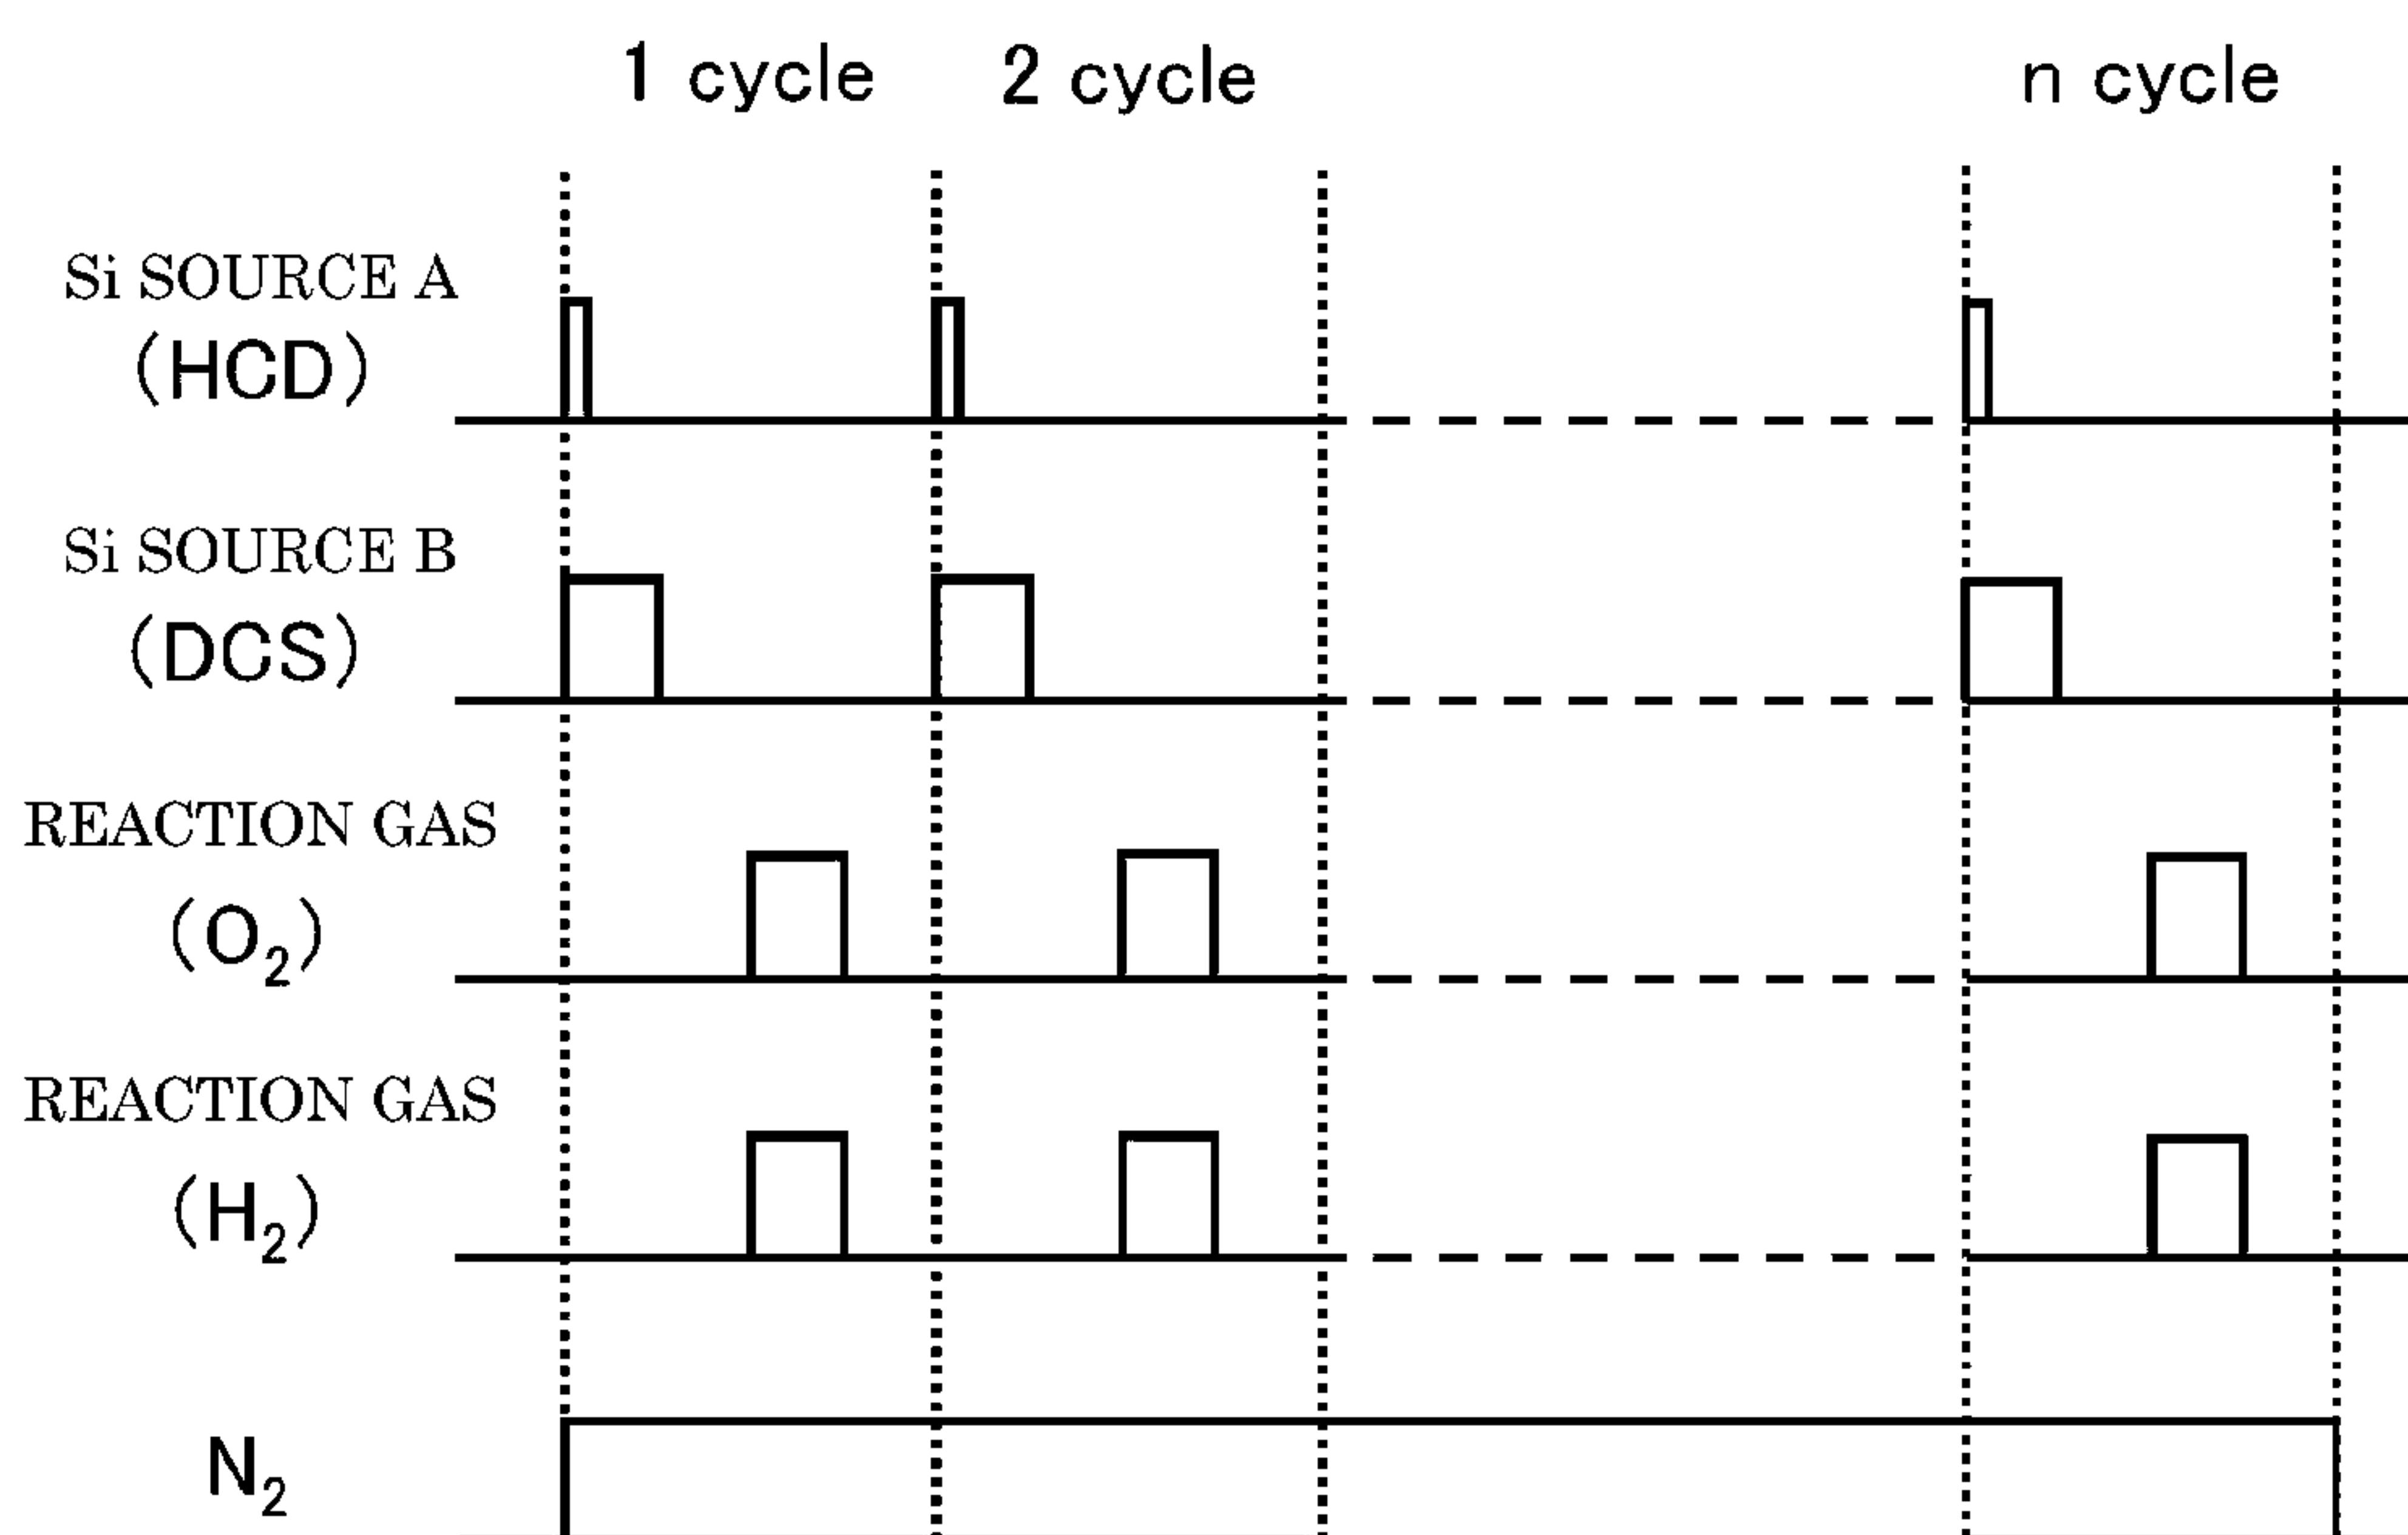 1 cycle 2 cycle n cycle
Si SOURCE A
(HCD)
Si SOURCE B
(DCS)
REACTION GAS
(O₂)
REACTION GAS
(H₂)
N₂